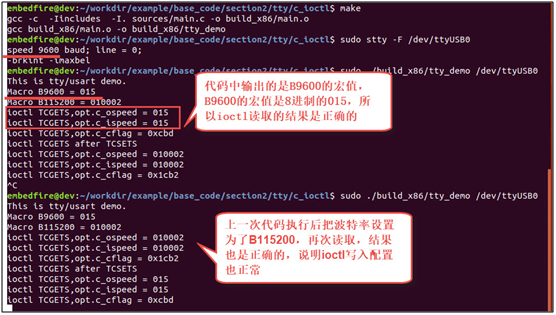 embedfire@dev:~/workdir/example/base_code/section2/tty/c_ioctl$ make
gcc -c  -Iincludes  -I. sources/main.c -o build_x86/main.o
gcc build_x86/main.o -o build_x86/tty_demo
embedfire@dev:~/workdir/example/base_code/section2/tty/c_ioctl$ sudo stty -F /dev/ttyUSB0
speed 9600 baud; line = 0;
-brkint -imaxbel
embedfire@dev:~/workdir/example/base_code/section2/tty/c_ioctl$ sudo ./build_x86/tty_demo /dev/ttyUSB0
This is tty/usart demo.
Macro B9600 = 015
Macro B115200 = 010002
ioctl TCGETS,opt.c_ospeed = 015
ioctl TCGETS,opt.c_ispeed = 015
ioctl TCGETS,opt.c_cflag = 0xcbd
ioctl TCGETS after TCSETS
ioctl TCGETS,opt.c_ospeed = 010002
ioctl TCGETS,opt.c_ispeed = 010002
ioctl TCGETS,opt.c_cflag = 0x1cb2
^C
代码中输出的是B9600的宏值，
B9600的宏值是8进制的015，所
以ioctl读取的结果是正确的
embedfire@dev:~/workdir/example/base_code/section2/tty/c_ioctl$ sudo ./build_x86/tty_demo /dev/ttyUSB0
This is tty/usart demo.
Macro B9600 = 015
Macro B115200 = 010002
ioctl TCGETS,opt.c_ospeed = 010002
ioctl TCGETS,opt.c_ispeed = 010002
ioctl TCGETS,opt.c_cflag = 0x1cb2
ioctl TCGETS after TCSETS
ioctl TCGETS,opt.c_ospeed = 015
ioctl TCGETS,opt.c_ispeed = 015
ioctl TCGETS,opt.c_cflag = 0xcbd
上一次代码执行后把波特率设置
为了B115200，再次读取，结果
也是正确的，说明ioctl写入配置
也正常